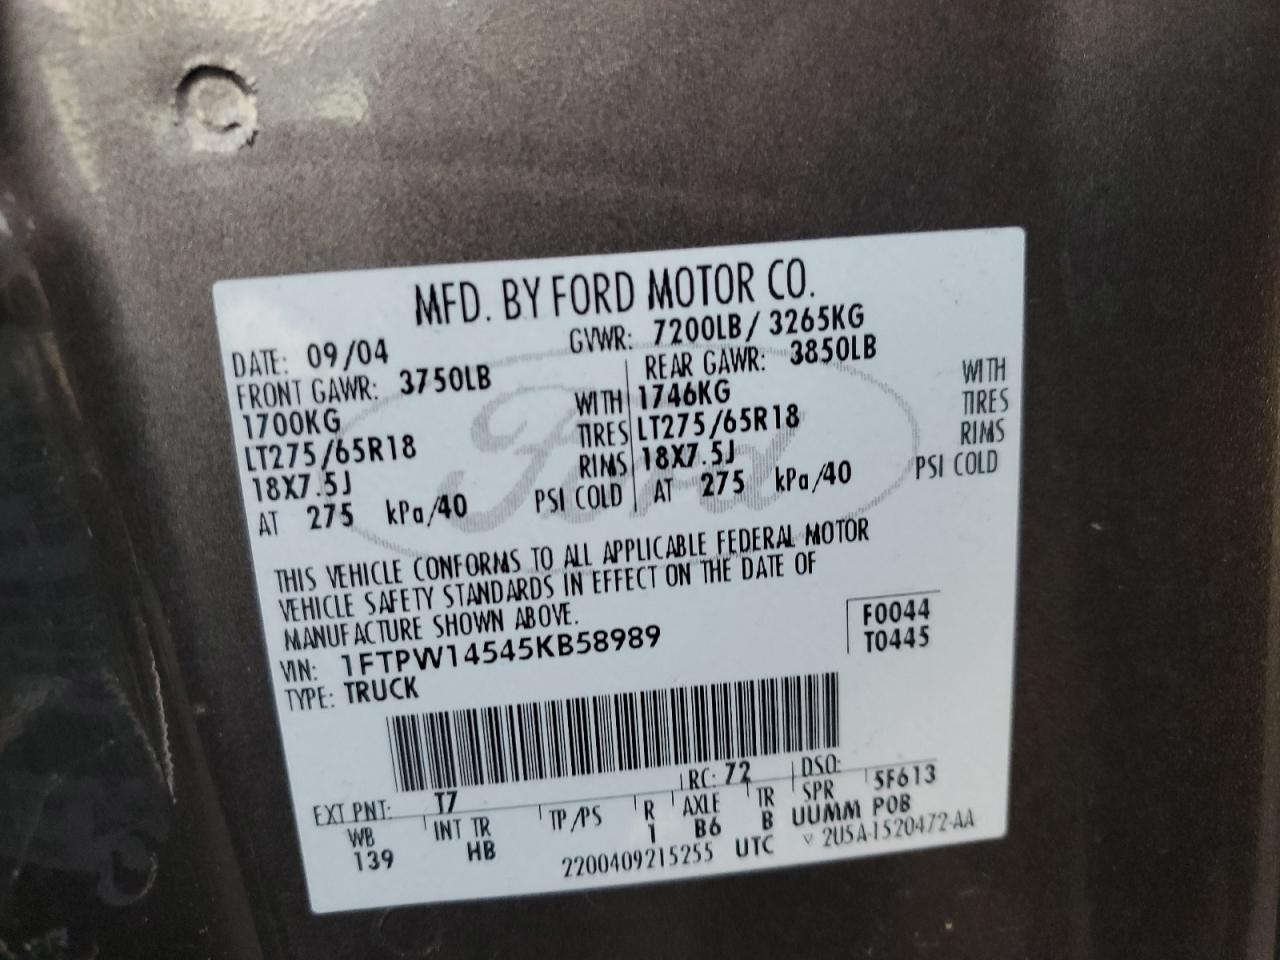 MFD. BY FORD MOTOR CO.
DATE: 09/04 GVWR: 7200LB / 3265KG
FRONT GAWR: 3750LB REAR GAWR: 3850LB
1700KG WITH 1746KG WITH
LT275/65R18 TIRES LT275/65R18 TIRES
18X7.5J RIMS 18X7.5J RIMS
AT 275 kPa/40 PSI COLD AT 275 kPa/40 PSI COLD
Ford
THIS VEHICLE CONFORMS TO ALL APPLICABLE FEDERAL MOTOR
VEHICLE SAFETY STANDARDS IN EFFECT ON THE DATE OF
MANUFACTURE SHOWN ABOVE.
VIN: 1FTPW14545KB58989 F0044
TYPE: TRUCK T0445
EXT PNT: T7 RC: 72 DSO:
WB INT TR TP/PS R AXLE TR SPR 5F613
139 HB 1 B6 B UUMM P08
2200409215255 UTC ▽ 2U5A-1520472-AA